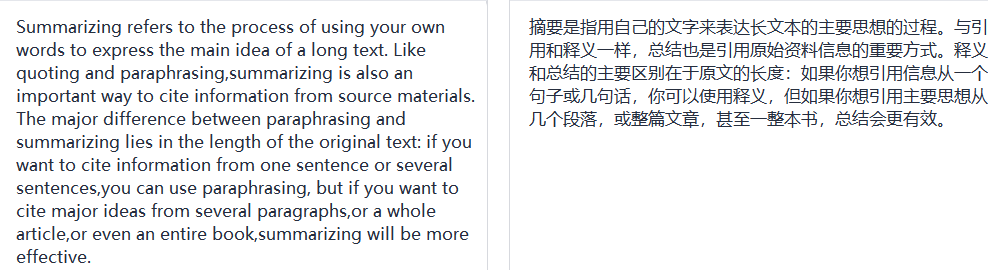 Summarizing refers to the process of using your own
words to express the main idea of a long text. Like
quoting and paraphrasing,summarizing is also an
important way to cite information from source materials.
The major difference between paraphrasing and
summarizing lies in the length of the original text: if you
want to cite information from one sentence or several
sentences,you can use paraphrasing, but if you want to
cite major ideas from several paragraphs,or a whole
article,or even an entire book,summarizing will be more
effective.
摘要是指用自己的文字来表达长文本的主要思想的过程。与引
用和释义一样，总结也是引用原始资料信息的重要方式。释义
和总结的主要区别在于原文的长度：如果你想引用信息从一个
句子或几句话，你可以使用释义，但如果你想引用主要思想从
几个段落，或整篇文章，甚至一整本书，总结会更有效。